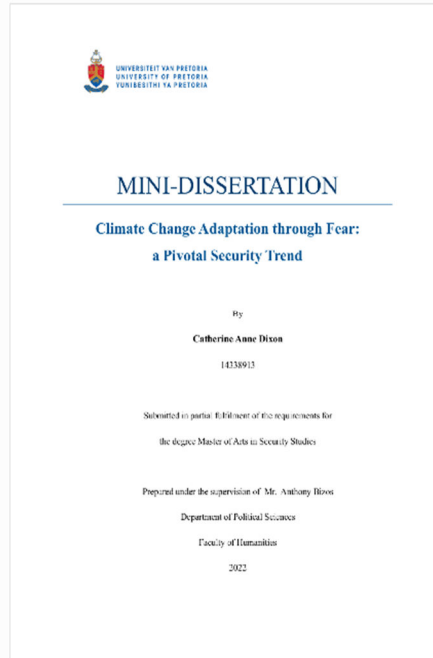 UNIVERSITEIT VAN PRETORIA
UNIVERSITY OF PRETORIA
YUNIBESITHI YA PRETORIA
MINI-DISSERTATION
Climate Change Adaptation through Fear:
a Pivotal Security Trend
By
Catherine Anne Dixon
14338913
Submitted in partial fulfilment of the requirements for
the degree Master of Arts in Security Studies
Prepared under the supervision of Mr. Anthony Bizos
Department of Political Sciences
Faculty of Humanities
2022